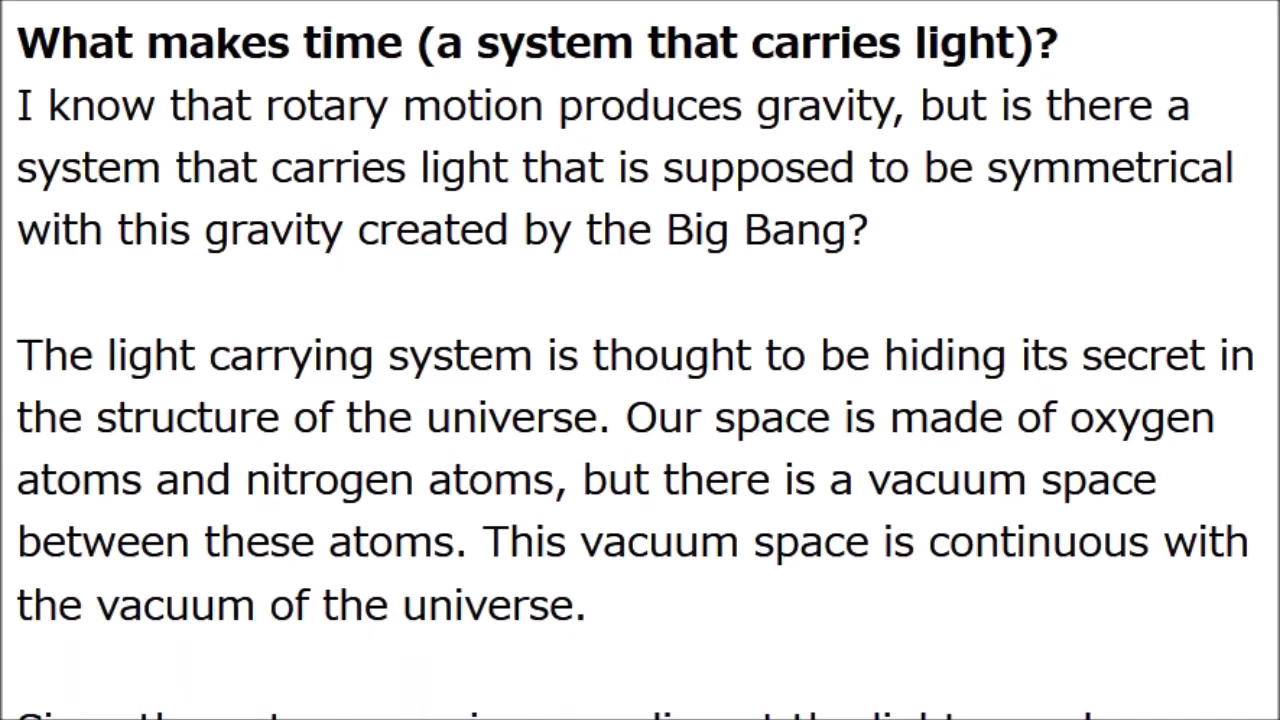 What makes time (a system that carries light)?
I know that rotary motion produces gravity, but is there a
system that carries light that is supposed to be symmetrical
with this gravity created by the Big Bang?
The light carrying system is thought to be hiding its secret in
the structure of the universe. Our space is made of oxygen
atoms and nitrogen atoms, but there is a vacuum space
between these atoms. This vacuum space is continuous with
the vacuum of the universe.